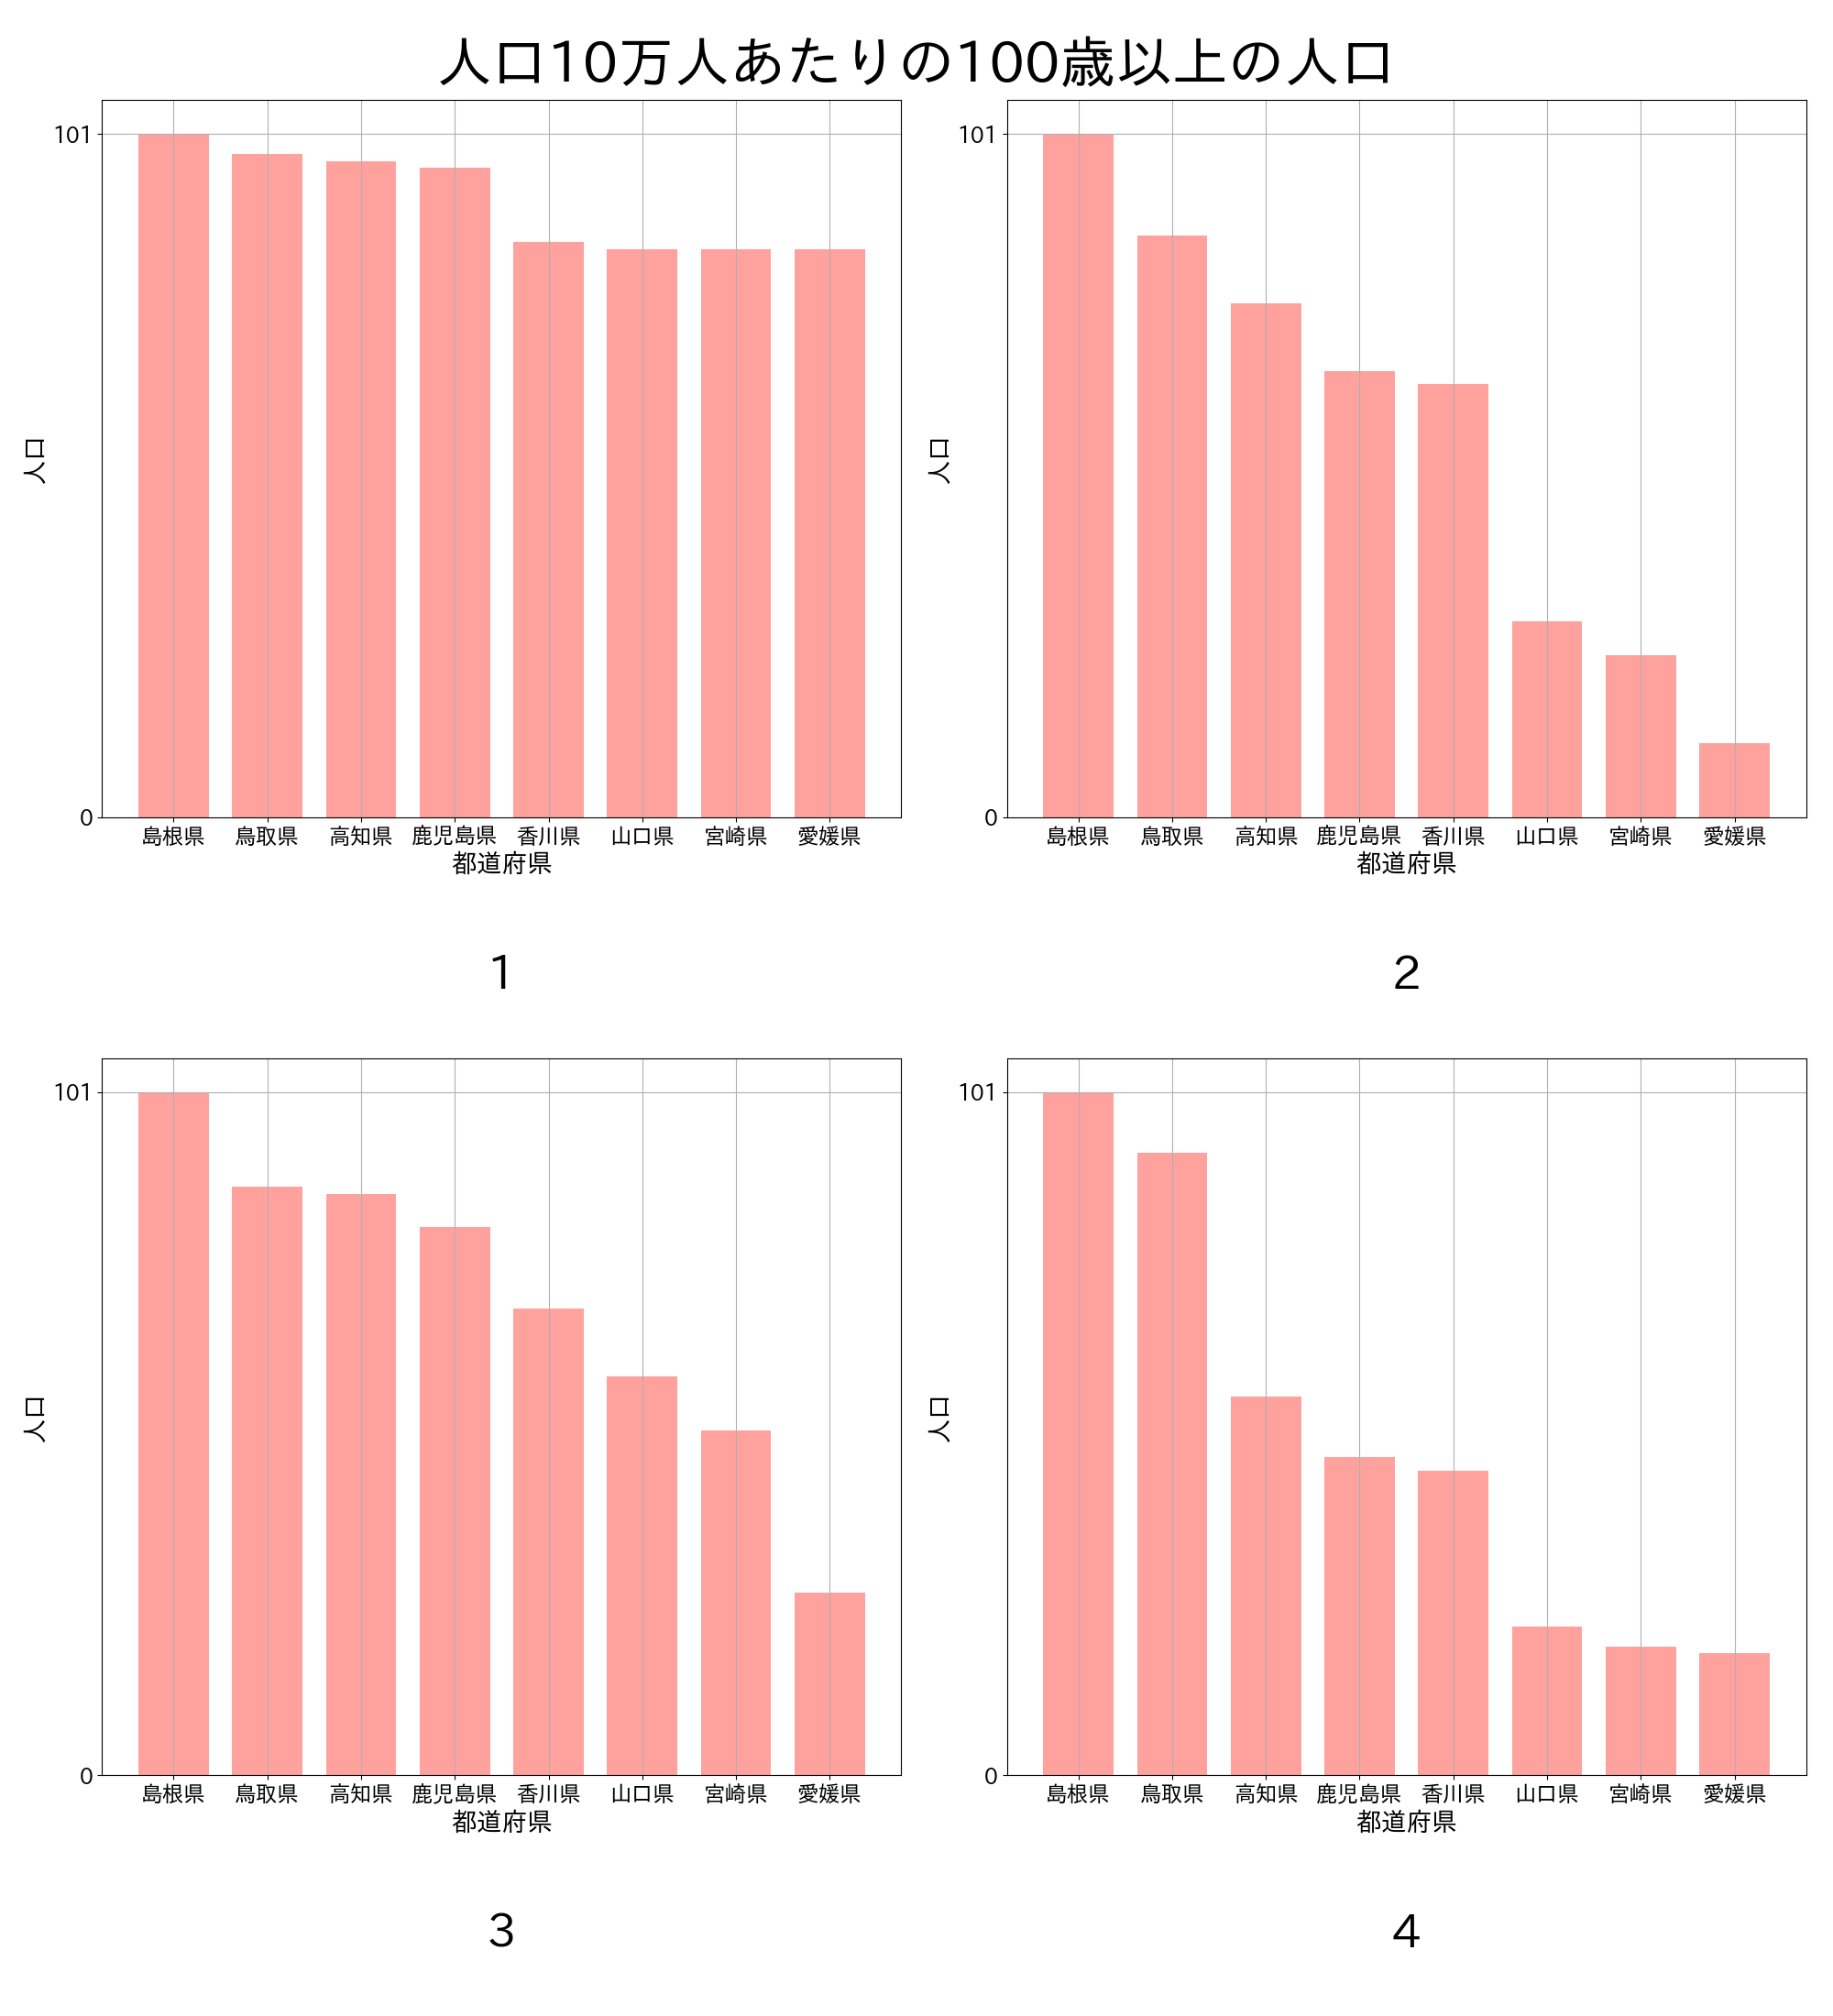 人口10万人あたりの100歳以上の人口
101
0
人口
島根県 鳥取県 高知県 鹿児島県 香川県 山口県 宮崎県 愛媛県
都道府県
1
101
0
人口
島根県 鳥取県 高知県 鹿児島県 香川県 山口県 宮崎県 愛媛県
都道府県
2
101
0
人口
島根県 鳥取県 高知県 鹿児島県 香川県 山口県 宮崎県 愛媛県
都道府県
3
101
0
人口
島根県 鳥取県 高知県 鹿児島県 香川県 山口県 宮崎県 愛媛県
都道府県
4